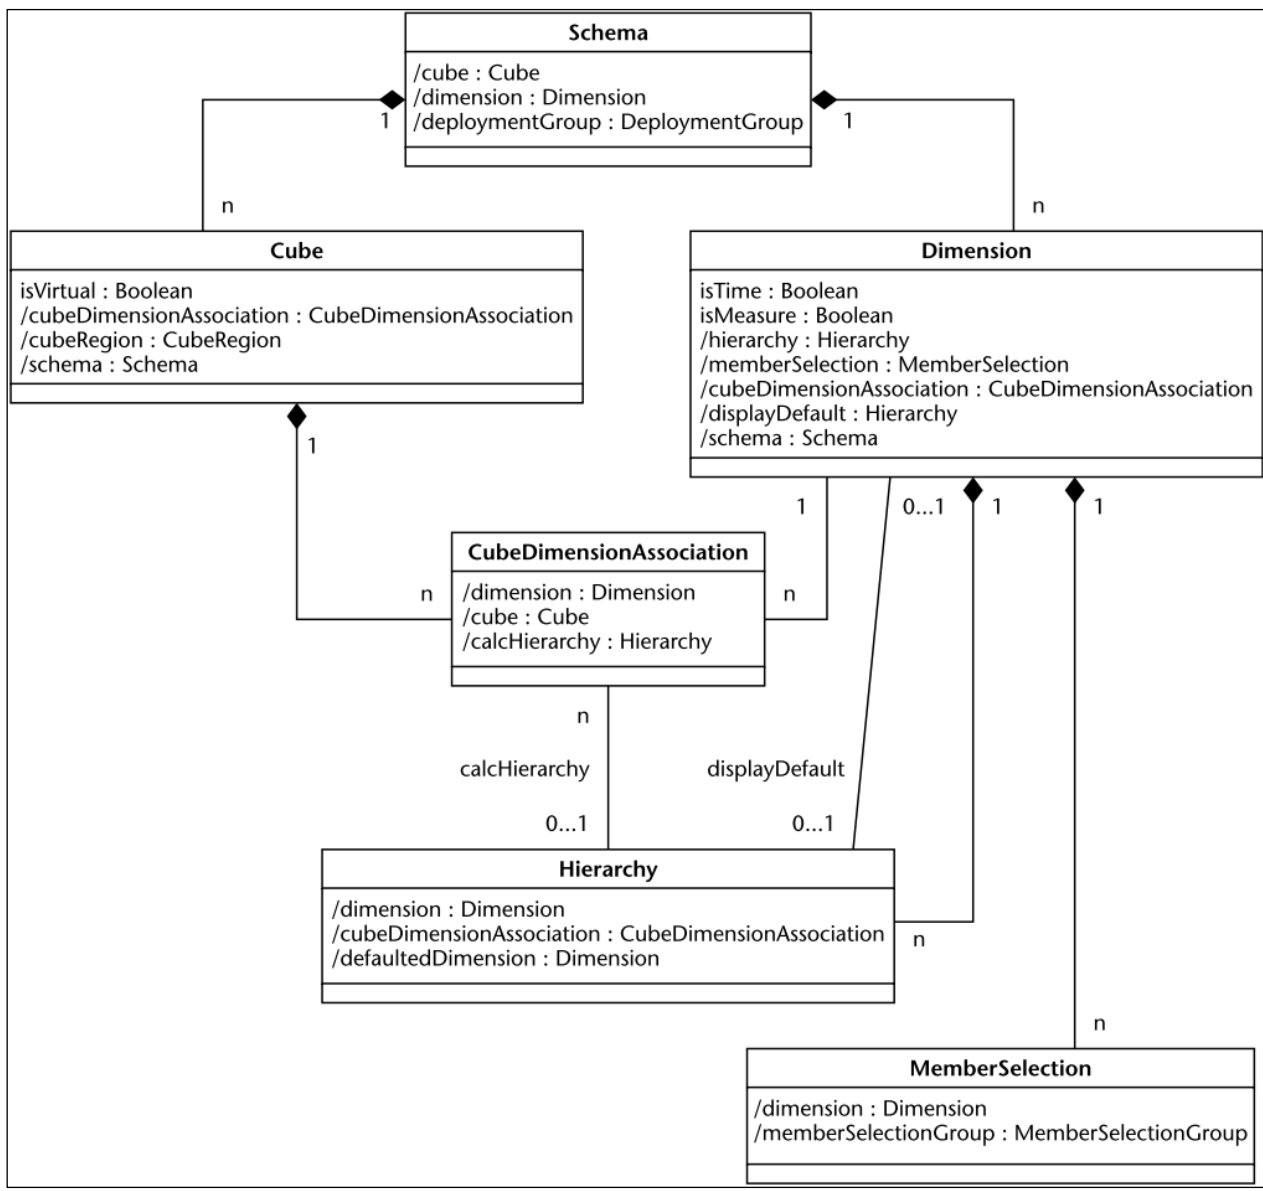 Schema
/cube : Cube
/dimension : Dimension
/deploymentGroup : DeploymentGroup
1
1
n
n
Cube
isVirtual : Boolean
/cubeDimensionAssociation : CubeDimensionAssociation
/cubeRegion : CubeRegion
/schema : Schema
Dimension
isTime : Boolean
isMeasure : Boolean
/hierarchy : Hierarchy
/memberSelection : MemberSelection
/cubeDimensionAssociation : CubeDimensionAssociation
/displayDefault : Hierarchy
/schema : Schema
1
1
0...1
1
1
CubeDimensionAssociation
/dimension : Dimension
/cube : Cube
/calcHierarchy : Hierarchy
n
n
n
calcHierarchy
displayDefault
0...1
0...1
Hierarchy
/dimension : Dimension
/cubeDimensionAssociation : CubeDimensionAssociation
/defaultedDimension : Dimension
n
n
MemberSelection
/dimension : Dimension
/memberSelectionGroup : MemberSelectionGroup